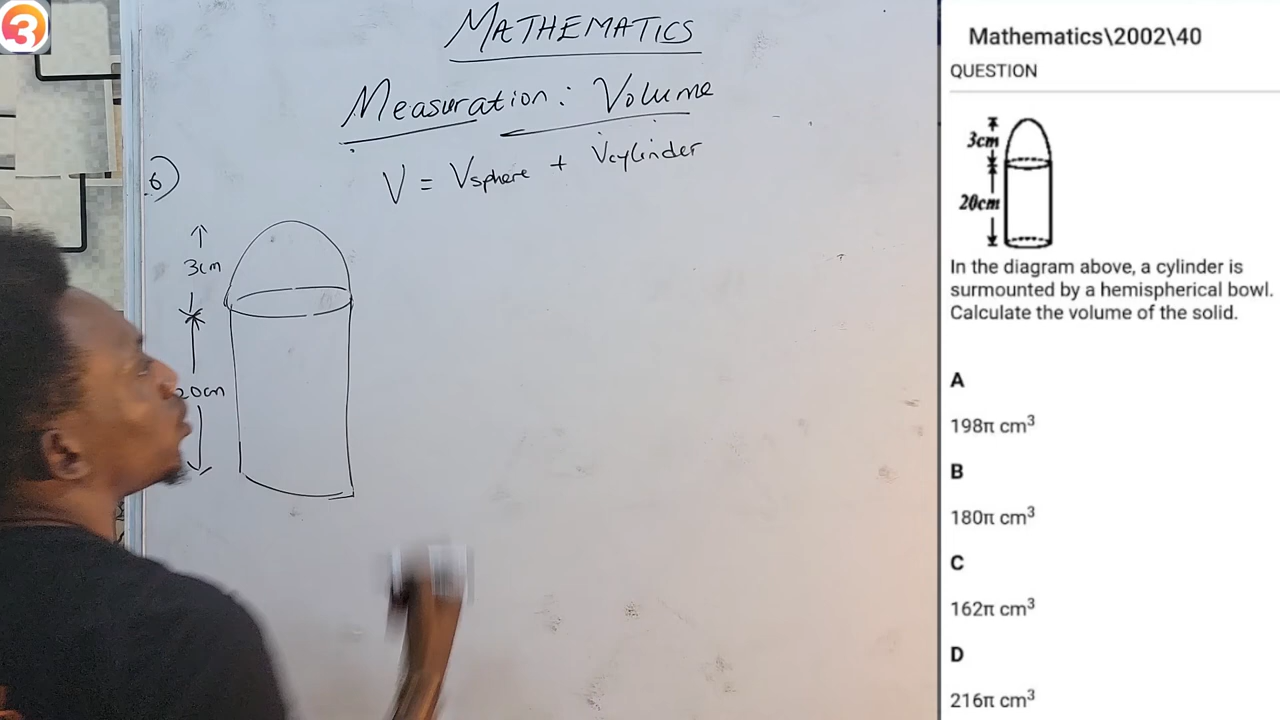 3
MATHEMATICS
Measuration: Volume
6)
V = Vsphere + Vcylinder
3cm
20cm
Mathematics\2002\40
QUESTION
3cm
20cm
In the diagram above, a cylinder is
surmounted by a hemispherical bowl.
Calculate the volume of the solid.
A
198π cm³
B
180π cm³
C
162π cm³
D
216π cm³